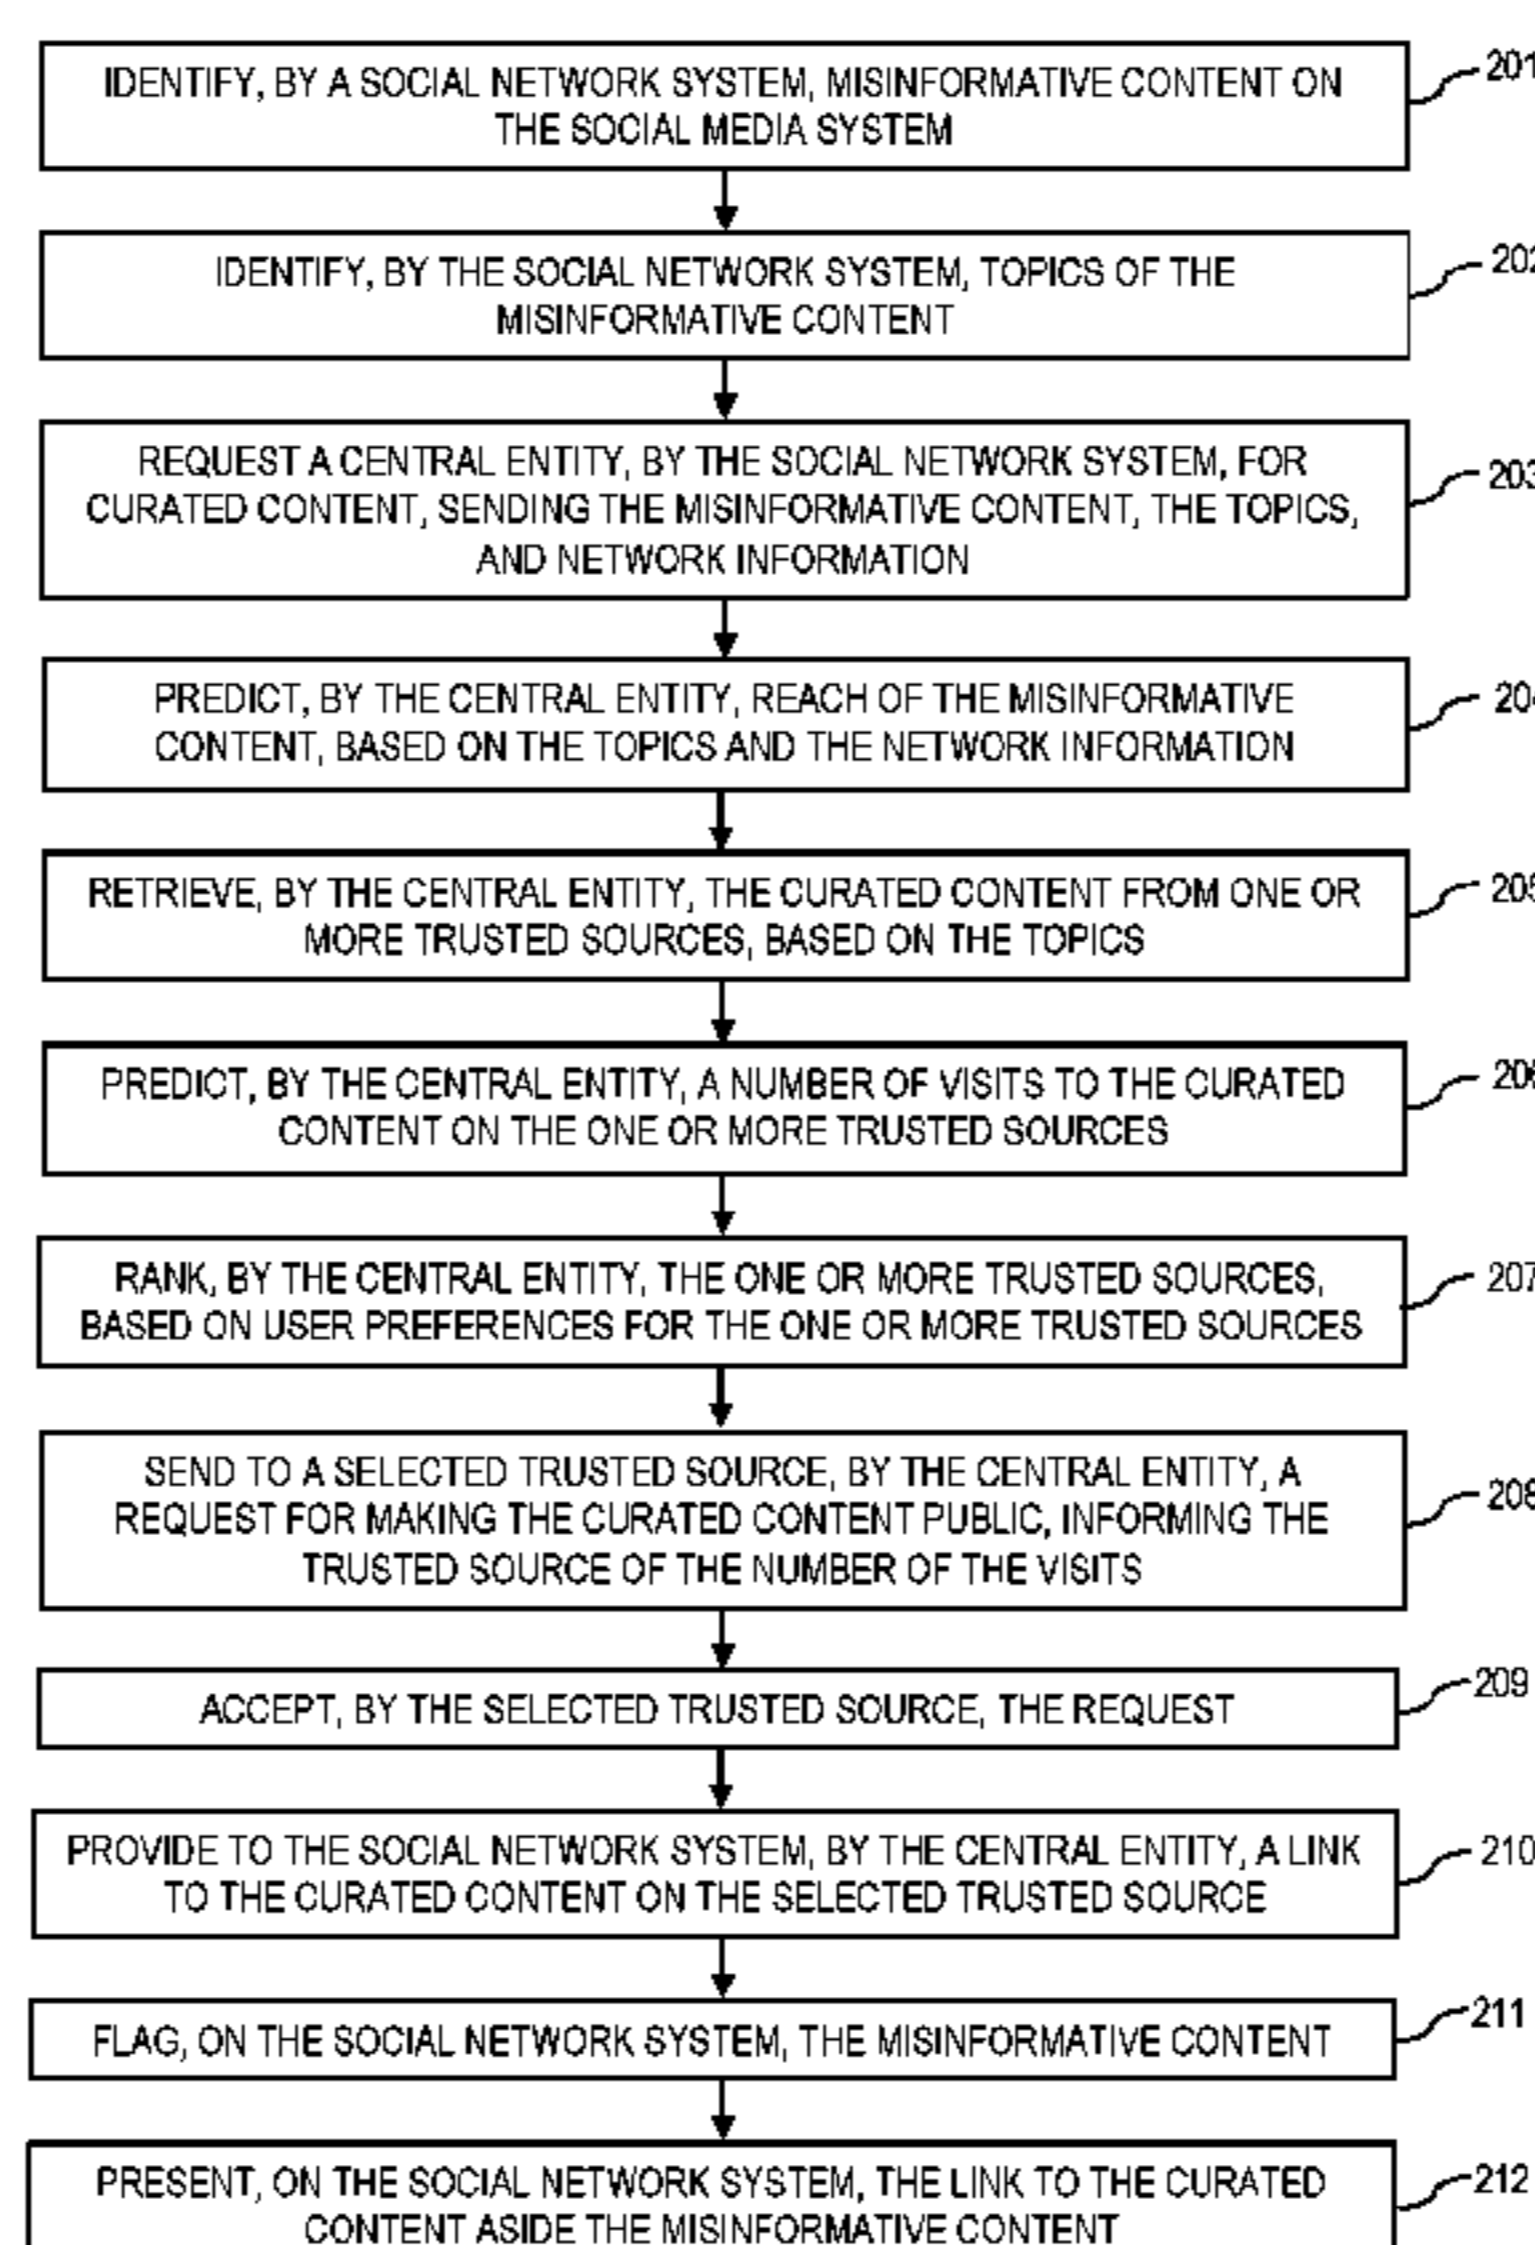 IDENTIFY, BY A SOCIAL NETWORK SYSTEM, MISINFORMATIVE CONTENT ON
THE SOCIAL MEDIA SYSTEM
201
IDENTIFY, BY THE SOCIAL NETWORK SYSTEM, TOPICS OF THE
MISINFORMATIVE CONTENT
202
REQUEST A CENTRAL ENTITY, BY THE SOCIAL NETWORK SYSTEM, FOR
CURATED CONTENT, SENDING THE MISINFORMATIVE CONTENT, THE TOPICS,
AND NETWORK INFORMATION
203
PREDICT, BY THE CENTRAL ENTITY, REACH OF THE MISINFORMATIVE
CONTENT, BASED ON THE TOPICS AND THE NETWORK INFORMATION
204
RETRIEVE, BY THE CENTRAL ENTITY, THE CURATED CONTENT FROM ONE OR
MORE TRUSTED SOURCES, BASED ON THE TOPICS
205
PREDICT, BY THE CENTRAL ENTITY, A NUMBER OF VISITS TO THE CURATED
CONTENT ON THE ONE OR MORE TRUSTED SOURCES
206
RANK, BY THE CENTRAL ENTITY, THE ONE OR MORE TRUSTED SOURCES,
BASED ON USER PREFERENCES FOR THE ONE OR MORE TRUSTED SOURCES
207
SEND TO A SELECTED TRUSTED SOURCE, BY THE CENTRAL ENTITY, A
REQUEST FOR MAKING THE CURATED CONTENT PUBLIC, INFORMING THE
TRUSTED SOURCE OF THE NUMBER OF THE VISITS
208
ACCEPT, BY THE SELECTED TRUSTED SOURCE, THE REQUEST
209
PROVIDE TO THE SOCIAL NETWORK SYSTEM, BY THE CENTRAL ENTITY, A LINK
TO THE CURATED CONTENT ON THE SELECTED TRUSTED SOURCE
210
FLAG, ON THE SOCIAL NETWORK SYSTEM, THE MISINFORMATIVE CONTENT
211
PRESENT, ON THE SOCIAL NETWORK SYSTEM, THE LINK TO THE CURATED
CONTENT ASIDE THE MISINFORMATIVE CONTENT
212